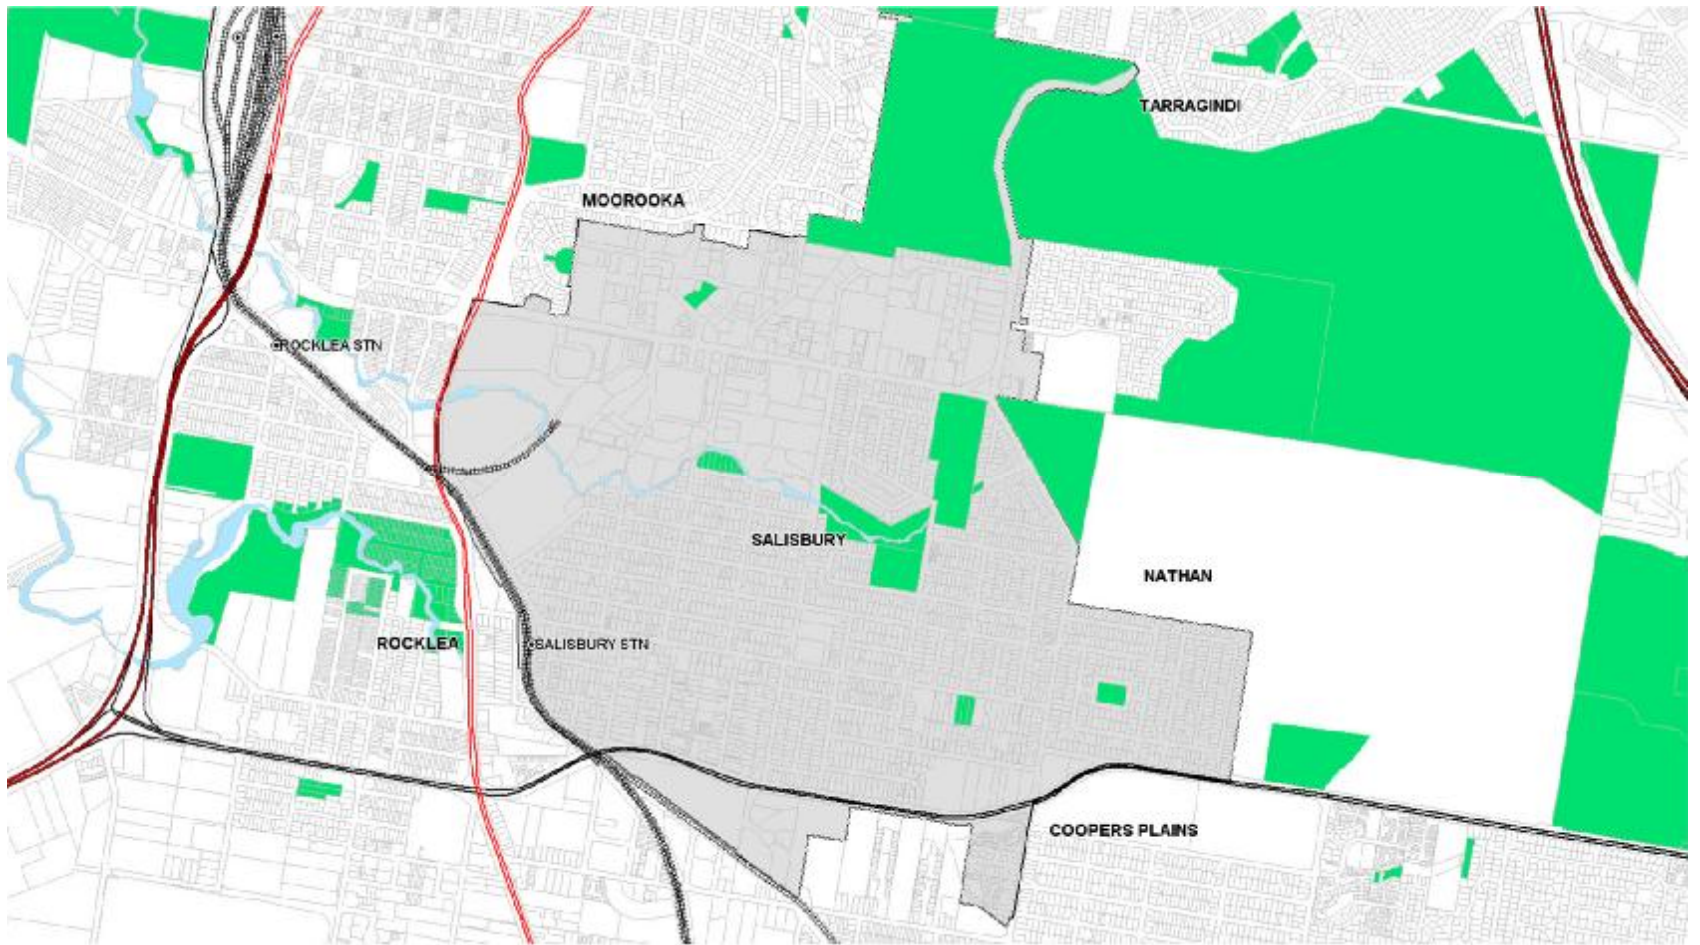 TARRAGINDI
MOOROOKA
ROCKLEA STN
SALISBURY
NATHAN
ROCKLEA
SALISBURY STN
COOPERS PLAINS